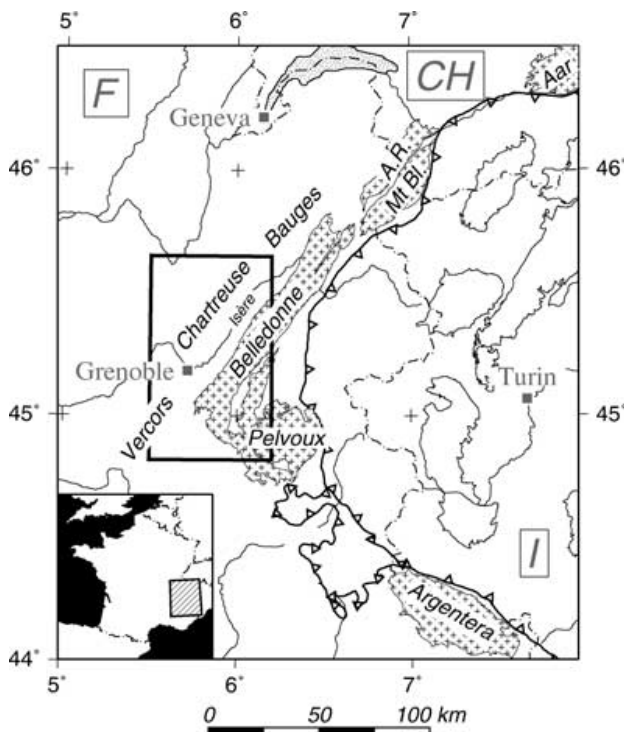 6° 7°
F
CH
Aar
Geneva
46° 46°
A.R
Mt Bl.
Bauges
Chartreuse
Isère
Belledonne
Grenoble
Turin
45° 45°
Vercors
Pelvoux
I
Argentera
44° 44°
5° 6° 7°
0 50 100 km